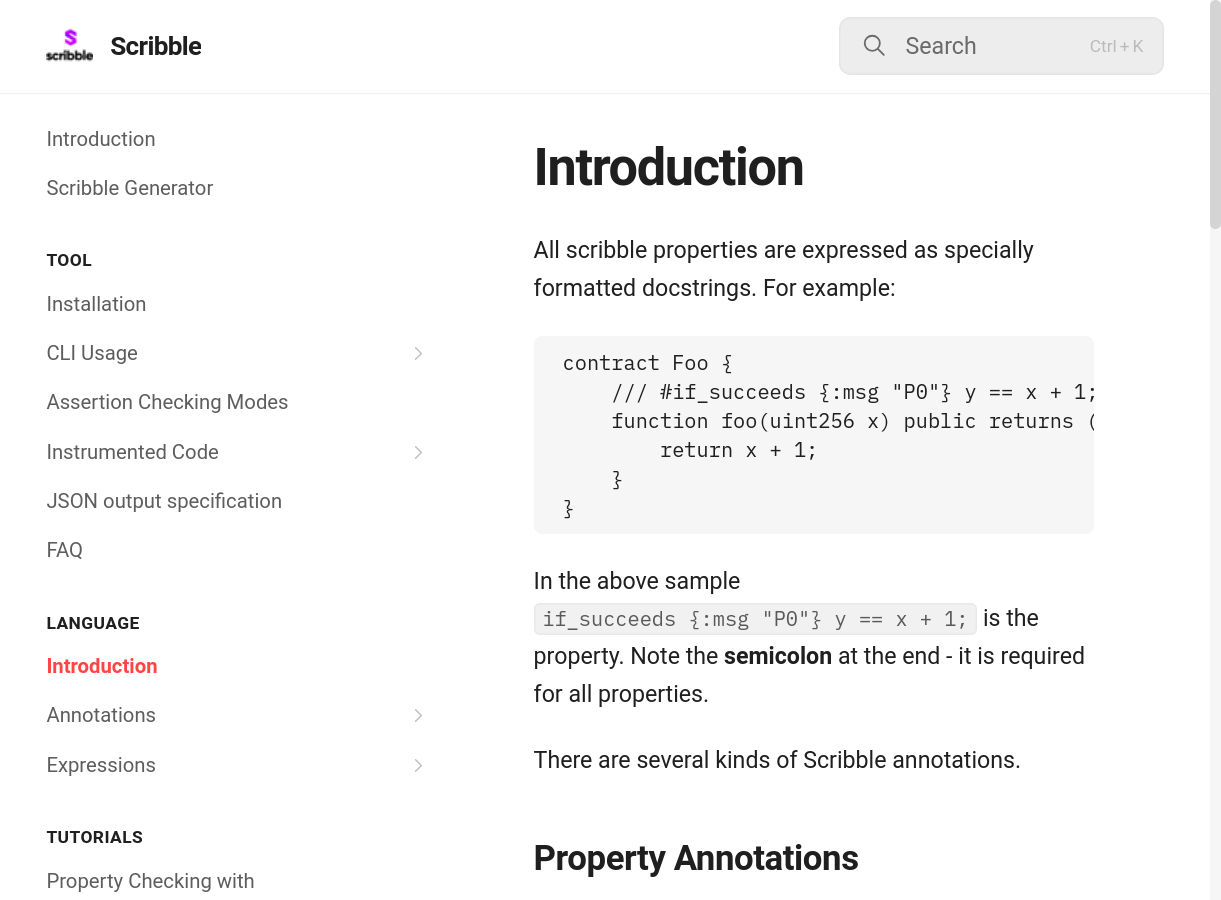 scribble
Scribble
Search
Ctrl + K
Introduction
Scribble Generator
TOOL
Installation
CLI Usage
Assertion Checking Modes
Instrumented Code
JSON output specification
FAQ
LANGUAGE
Introduction
Annotations
Expressions
TUTORIALS
Property Checking with
Introduction
All scribble properties are expressed as specially
formatted docstrings. For example:
contract Foo {
    /// #if_succeeds {:msg "P0"} y == x + 1;
    function foo(uint256 x) public returns (
        return x + 1;
    }
}
In the above sample
if_succeeds {:msg "P0"} y == x + 1; is the
property. Note the semicolon at the end - it is required
for all properties.
There are several kinds of Scribble annotations.
Property Annotations